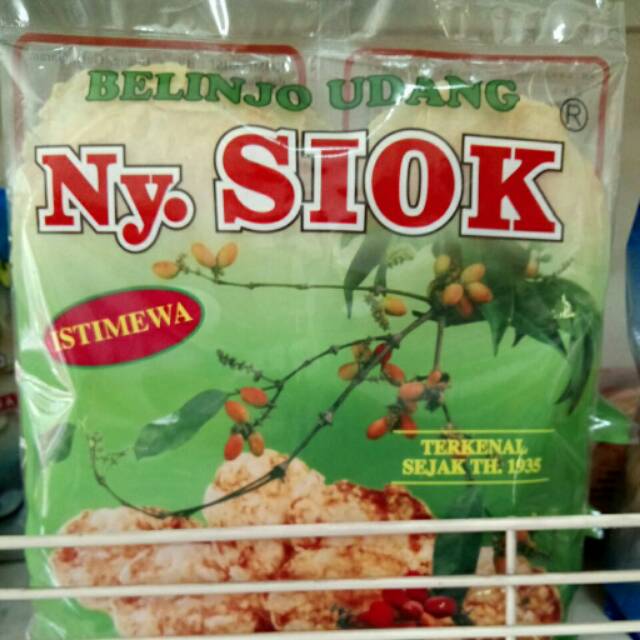 BELINJO UDANG
®
Ny. SIOK
ISTIMEWA
TERKENAL
SEJAK TH. 1935